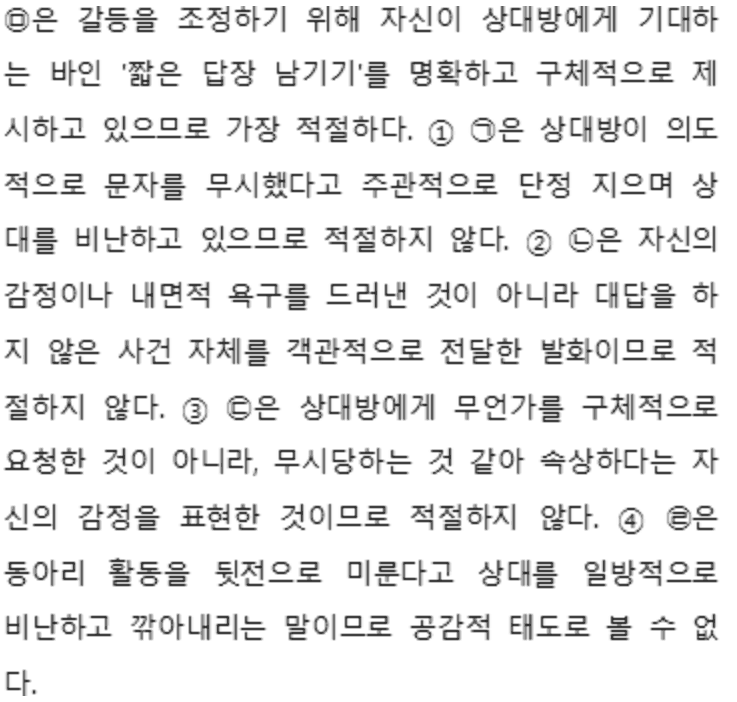 ㉤은 갈등을 조정하기 위해 자신이 상대방에게 기대하
는 바인 '짧은 답장 남기기'를 명확하고 구체적으로 제
시하고 있으므로 가장 적절하다. ① ㉠은 상대방이 의도
적으로 문자를 무시했다고 주관적으로 단정 지으며 상
대를 비난하고 있으므로 적절하지 않다. ② ㉡은 자신의
감정이나 내면적 욕구를 드러낸 것이 아니라 대답을 하
지 않은 사건 자체를 객관적으로 전달한 발화이므로 적
절하지 않다. ③ ㉢은 상대방에게 무언가를 구체적으로
요청한 것이 아니라, 무시당하는 것 같아 속상하다는 자
신의 감정을 표현한 것이므로 적절하지 않다. ④ ㉣은
동아리 활동을 뒷전으로 미룬다고 상대를 일방적으로
비난하고 깎아내리는 말이므로 공감적 태도로 볼 수 없
다.